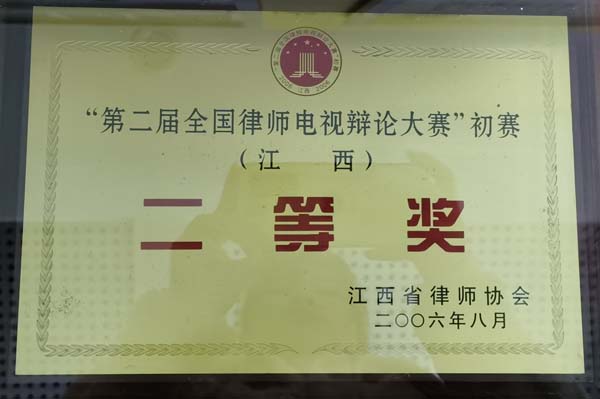 “第二届全国律师电视辩论大赛”初赛
（江 西）
二等奖
江西省律师协会
二〇〇六年八月